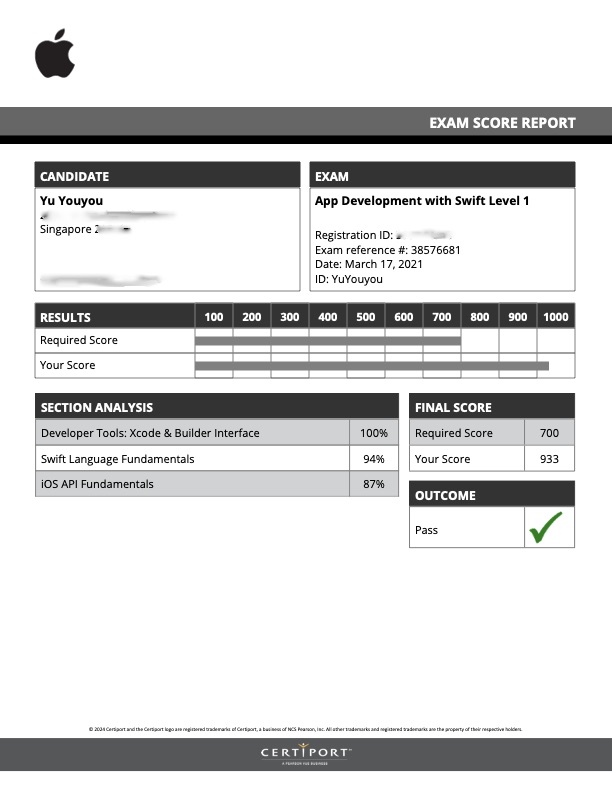 EXAM SCORE REPORT
CANDIDATE
Yu Youyou
Singapore
EXAM
App Development with Swift Level 1
Registration ID:
Exam reference #: 38576681
Date: March 17, 2021
ID: YuYouyou
RESULTS 100 200 300 400 500 600 700 800 900 1000
Required Score
Your Score
SECTION ANALYSIS
Developer Tools: Xcode & Builder Interface 100%
Swift Language Fundamentals 94%
iOS API Fundamentals 87%
FINAL SCORE
Required Score 700
Your Score 933
OUTCOME
Pass
© 2024 Certiport and the Certiport logo are registered trademarks of Certiport, a business of NCS Pearson, Inc. All other trademarks and registered trademarks are the property of their respective holders.
CERTIPORT
A PEARSON VUE BUSINESS